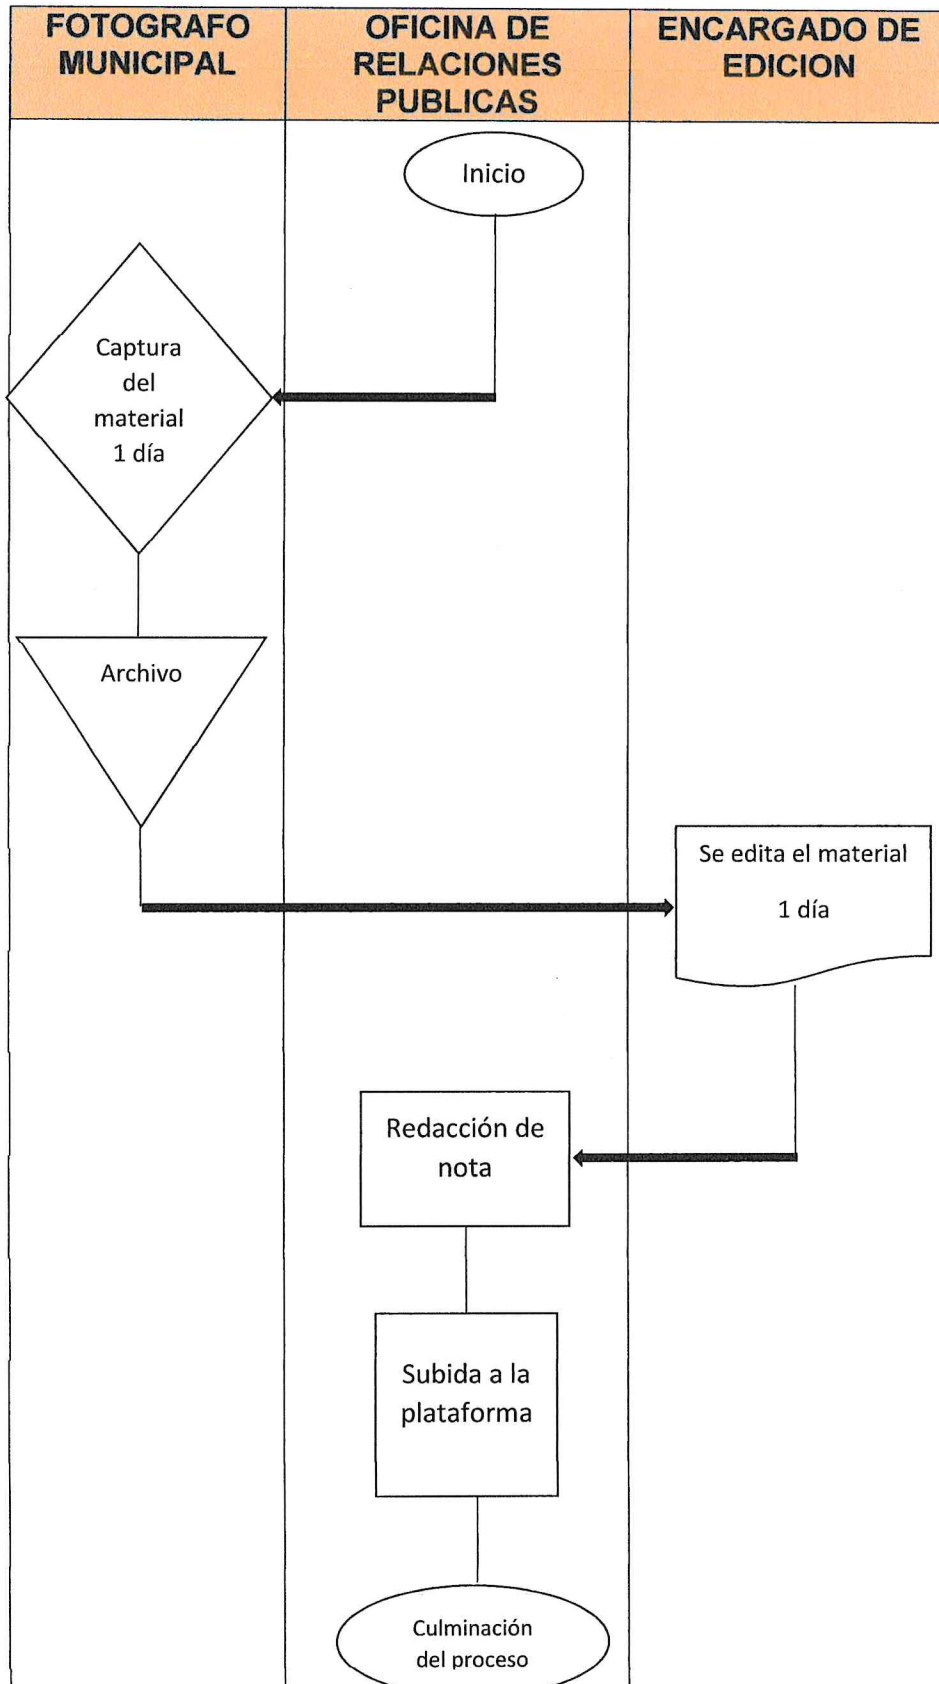 FOTOGRAFO
MUNICIPAL
OFICINA DE
RELACIONES
PUBLICAS
ENCARGADO DE
EDICION
Inicio
Captura
del
material
1 día
Archivo
Se edita el material
1 día
Redacción de
nota
Subida a la
plataforma
Culminación
del proceso